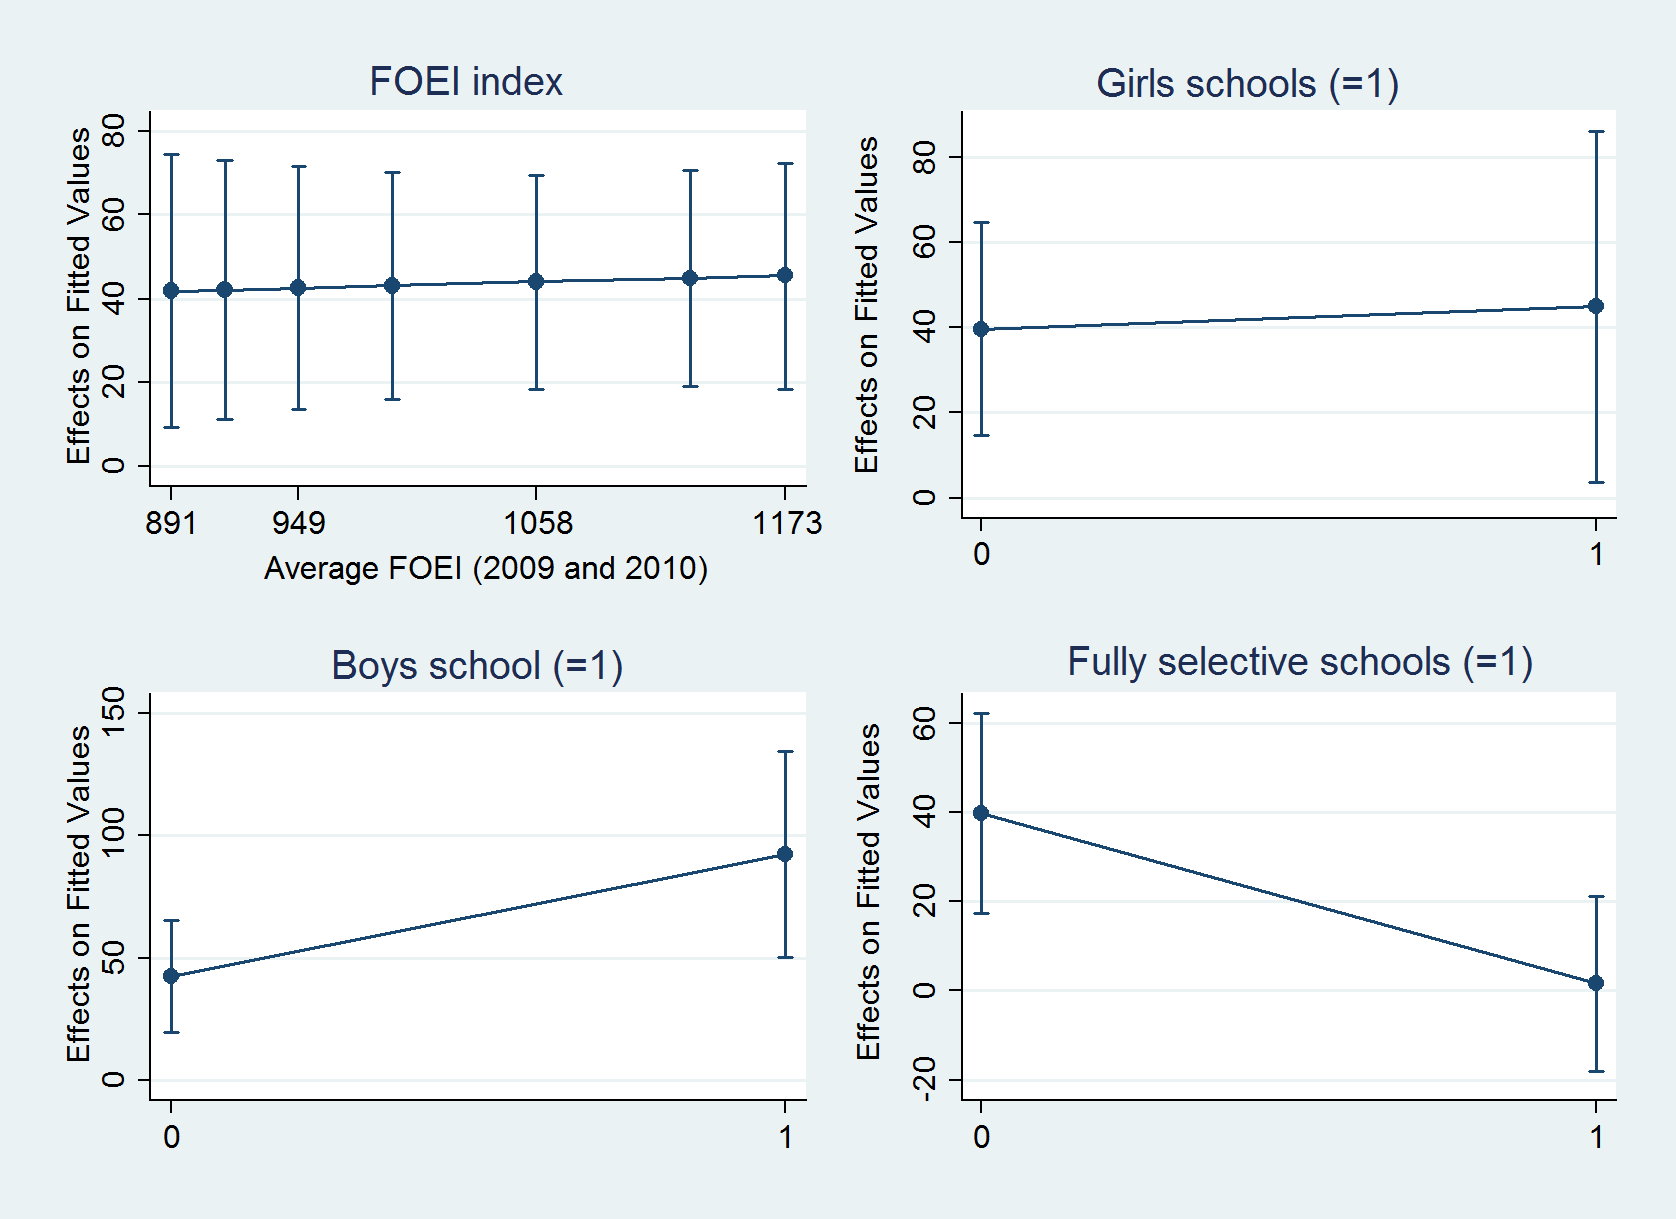 FOEI index
Effects on Fitted Values
80
60
40
20
0
891 949 1058 1173
Average FOEI (2009 and 2010)
Girls schools (=1)
Effects on Fitted Values
80
60
40
20
0
0 1
Boys school (=1)
Effects on Fitted Values
150
100
50
0
0 1
Fully selective schools (=1)
Effects on Fitted Values
60
40
20
0
-20
0 1